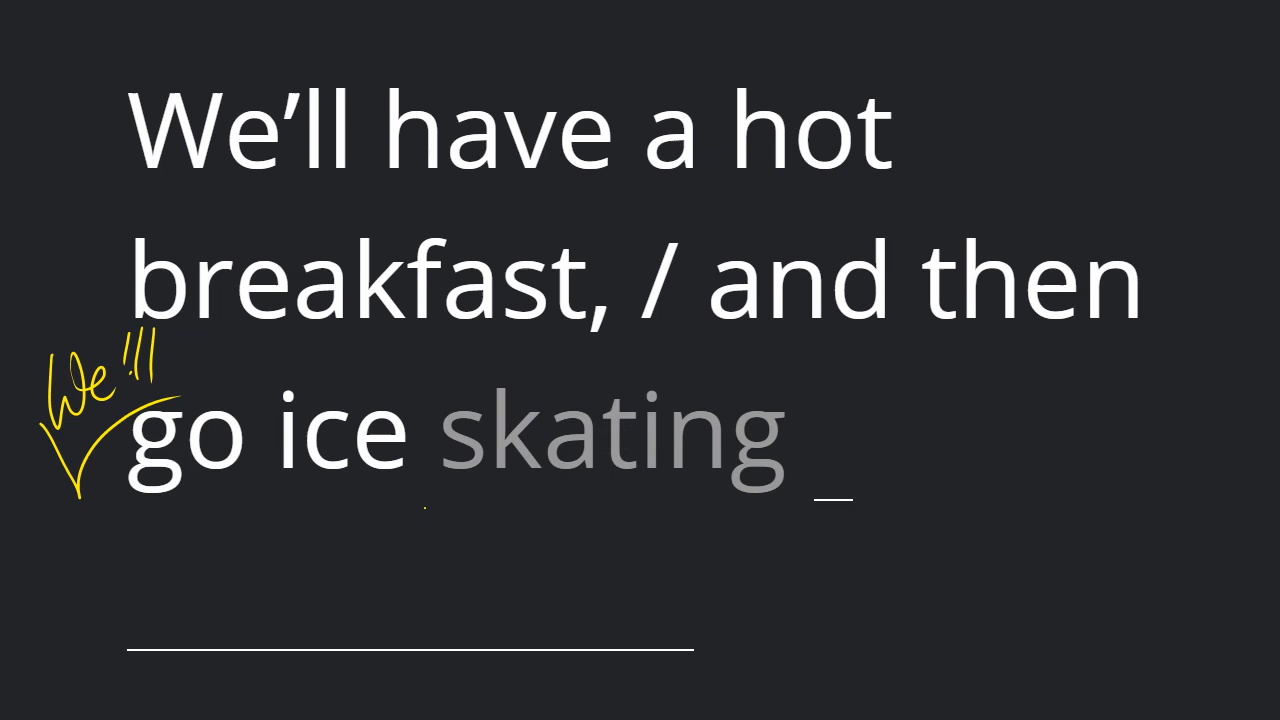 We’ll have a hot
breakfast, / and then
We'll
go ice skating _